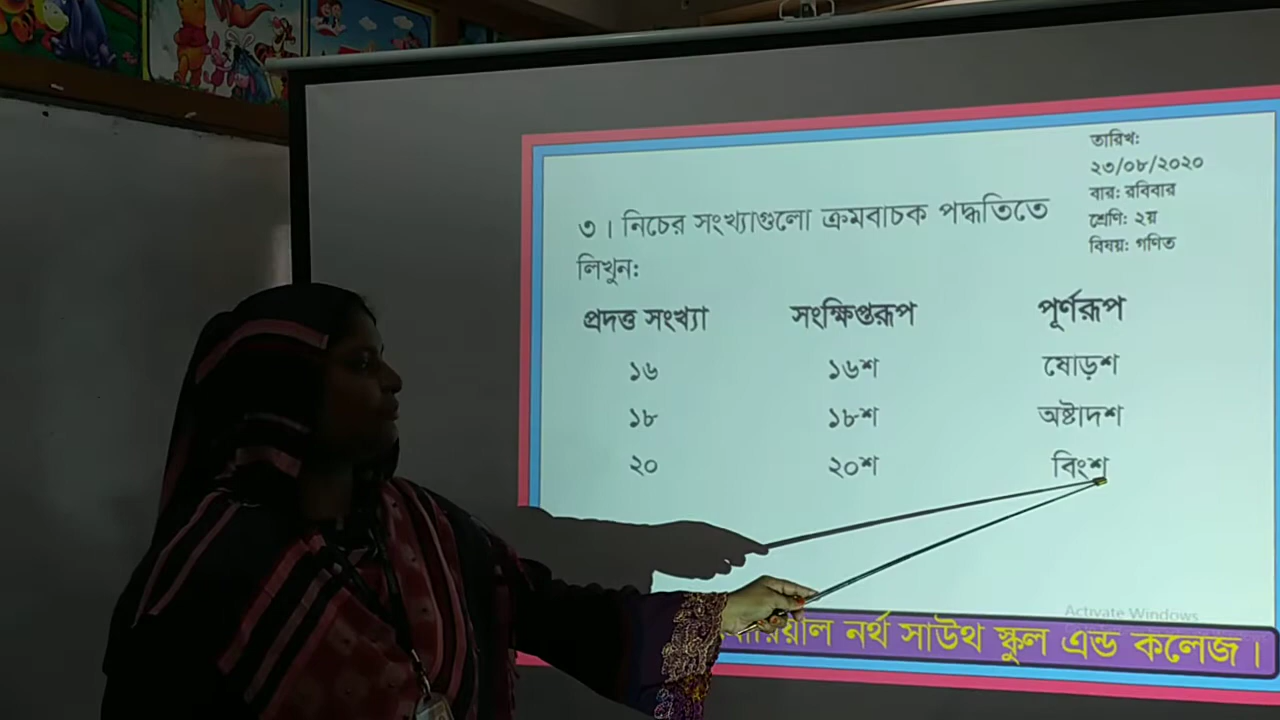 তারিখ:
২৩/০৮/২০২০
বার: রবিবার
শ্রেণি: ২য়
বিষয়: গণিত
৩। নিচের সংখ্যাগুলো ক্রমবাচক পদ্ধতিতে
লিখুন:
প্রদত্ত সংখ্যা সংক্ষিপ্তরূপ পূর্ণরূপ
১৬ ১৬শ ষোড়শ
১৮ ১৮শ অষ্টাদশ
২০ ২০শ বিংশ
Activate Windows
নর্থ সাউথ স্কুল এন্ড কলেজ।